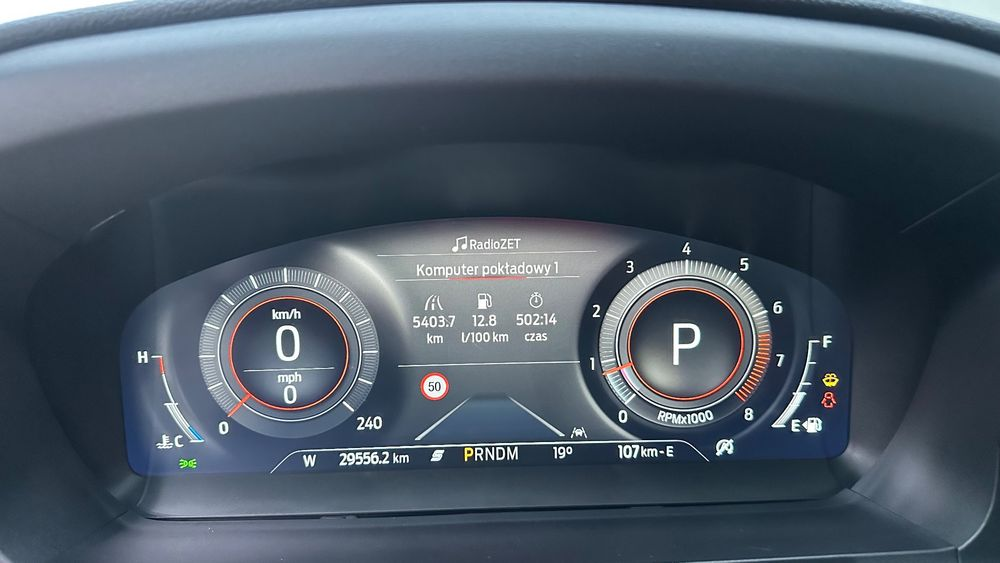 RadioZET
Komputer pokładowy 1
5403.7 12.8 502:14
km l/100 km czas
50
km/h
0
mph
0
0 240
H
C
P
0 1 2 3 4 5 6 7 8
RPMx1000
F
E
W 29556.2 km S PRNDM 19° 107 km - E